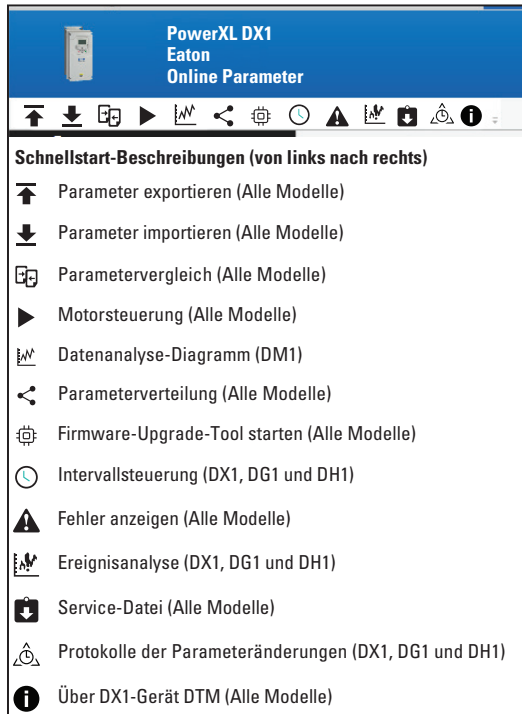 PowerXL DX1
Eaton
Online Parameter
Schnellstart-Beschreibungen (von links nach rechts)
Parameter exportieren (Alle Modelle)
Parameter importieren (Alle Modelle)
Parametervergleich (Alle Modelle)
Motorsteuerung (Alle Modelle)
Datenanalyse-Diagramm (DM1)
Parameterverteilung (Alle Modelle)
Firmware-Upgrade-Tool starten (Alle Modelle)
Intervallsteuerung (DX1, DG1 und DH1)
Fehler anzeigen (Alle Modelle)
Ereignisanalyse (DX1, DG1 und DH1)
Service-Datei (Alle Modelle)
Protokolle der Parameteränderungen (DX1, DG1 und DH1)
Über DX1-Gerät DTM (Alle Modelle)